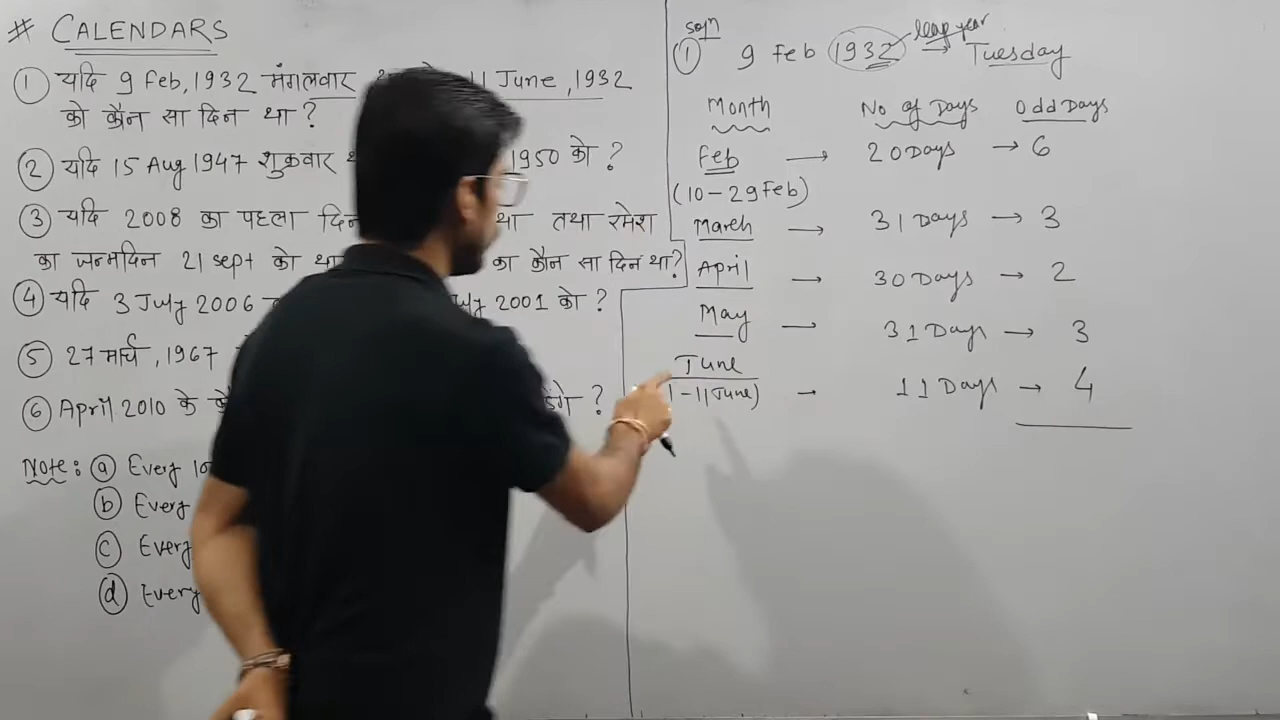 # CALENDARS
① यदि 9 Feb, 1932 मंगलवार 11 June, 1932
को कौन सा दिन था ?
② यदि 15 Aug 1947 शुक्रवार 1950 को ?
③ यदि 2008 का पहला दिन था तथा रमेश
का जन्मदिन 21 sept को था का कौन सा दिन था?
④ यदि 3 July 2006 2001 को ?
⑤ 27 मार्च, 1967
⑥ April 2010 के ?
Note: ⓐ Every
ⓑ Every
ⓒ Every
ⓓ Every
Soln
① 9 Feb 1932 → Tuesday
leap year
Month No of Days Odd Days
Feb → 20 Days → 6
(10 - 29 Feb)
March → 31 Days → 3
April → 30 Days → 2
May → 31 Days → 3
June
1 - 11 June) → 11 Days → 4